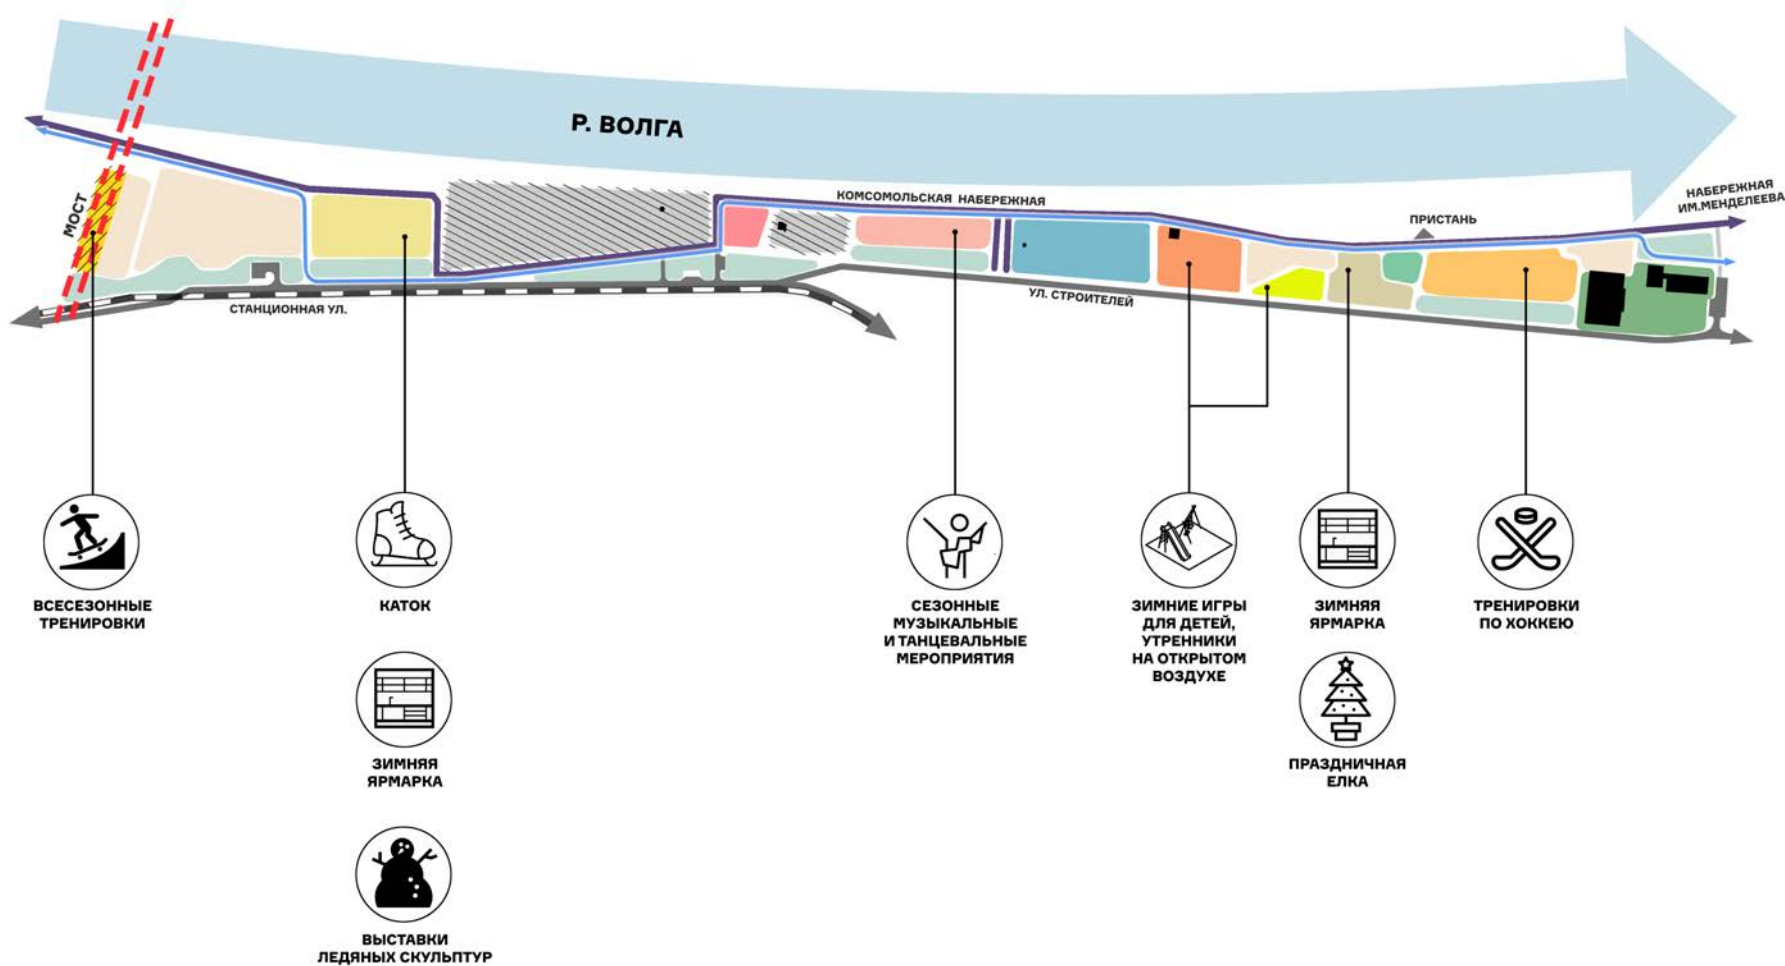 Р. ВОЛГА
МОСТ
КОМСОМОЛЬСКАЯ НАБЕРЕЖНАЯ
НАБЕРЕЖНАЯ
ИМ.МЕНДЕЛЕЕВА
ПРИСТАНЬ
СТАНЦИОННАЯ УЛ.
УЛ. СТРОИТЕЛЕЙ
ВСЕСЕЗОННЫЕ
ТРЕНИРОВКИ
КАТОК
СЕЗОННЫЕ
МУЗЫКАЛЬНЫЕ
И ТАНЦЕВАЛЬНЫЕ
МЕРОПРИЯТИЯ
ЗИМНИЕ ИГРЫ
ДЛЯ ДЕТЕЙ,
УТРЕННИКИ
НА ОТКРЫТОМ
ВОЗДУХЕ
ЗИМНЯЯ
ЯРМАРКА
ТРЕНИРОВКИ
ПО ХОККЕЮ
ЗИМНЯЯ
ЯРМАРКА
ПРАЗДНИЧНАЯ
ЕЛКА
ВЫСТАВКИ
ЛЕДЯНЫХ СКУЛЬПТУР